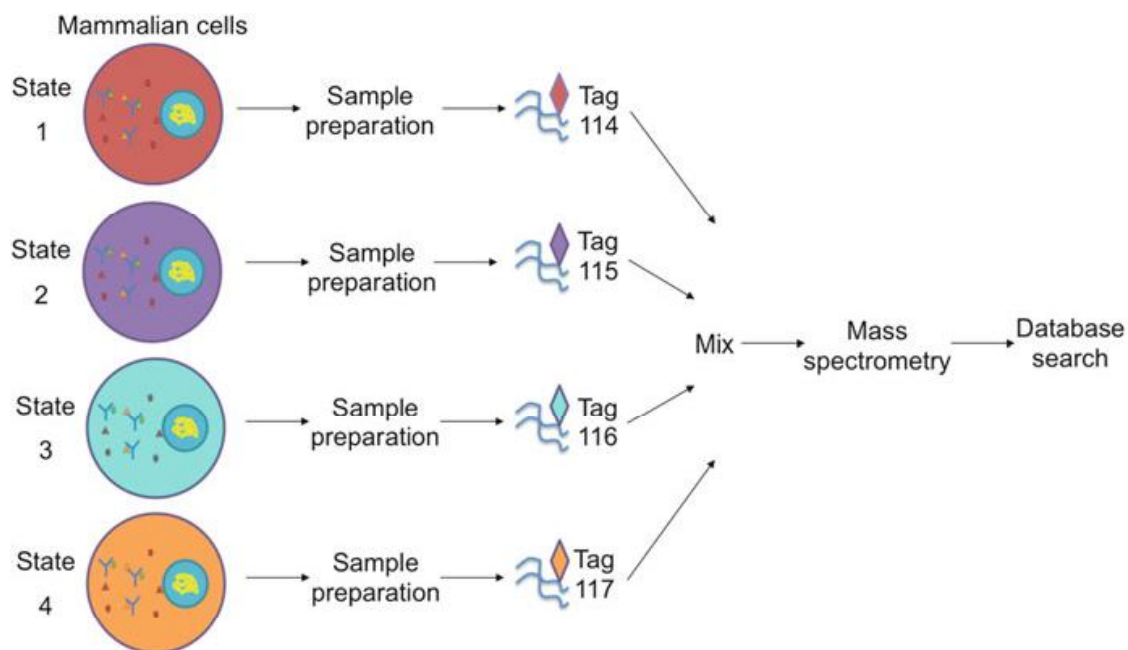 Mammalian cells
State
1
Sample
preparation
Tag
114
State
2
Sample
preparation
Tag
115
Mix
Mass
spectrometry
Database
search
State
3
Sample
preparation
Tag
116
State
4
Sample
preparation
Tag
117